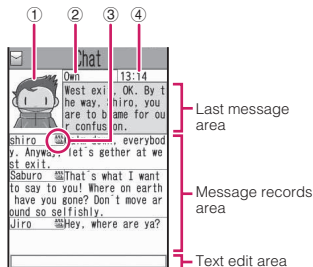 ① ② ③ ④
Chat
Own 13:14
West exit, OK. By t
he way, Shiro, you
are to blame for ou
r confusion.
Last message
area
shiro everybod
y. Anyway, let's gether at we
st exit.
Saburo That's what I want
to say to you! Where on earth
have you gone? Don't move ar
ound so selfishly.
Message records
area
Jiro Hey, where are ya?
Text edit area